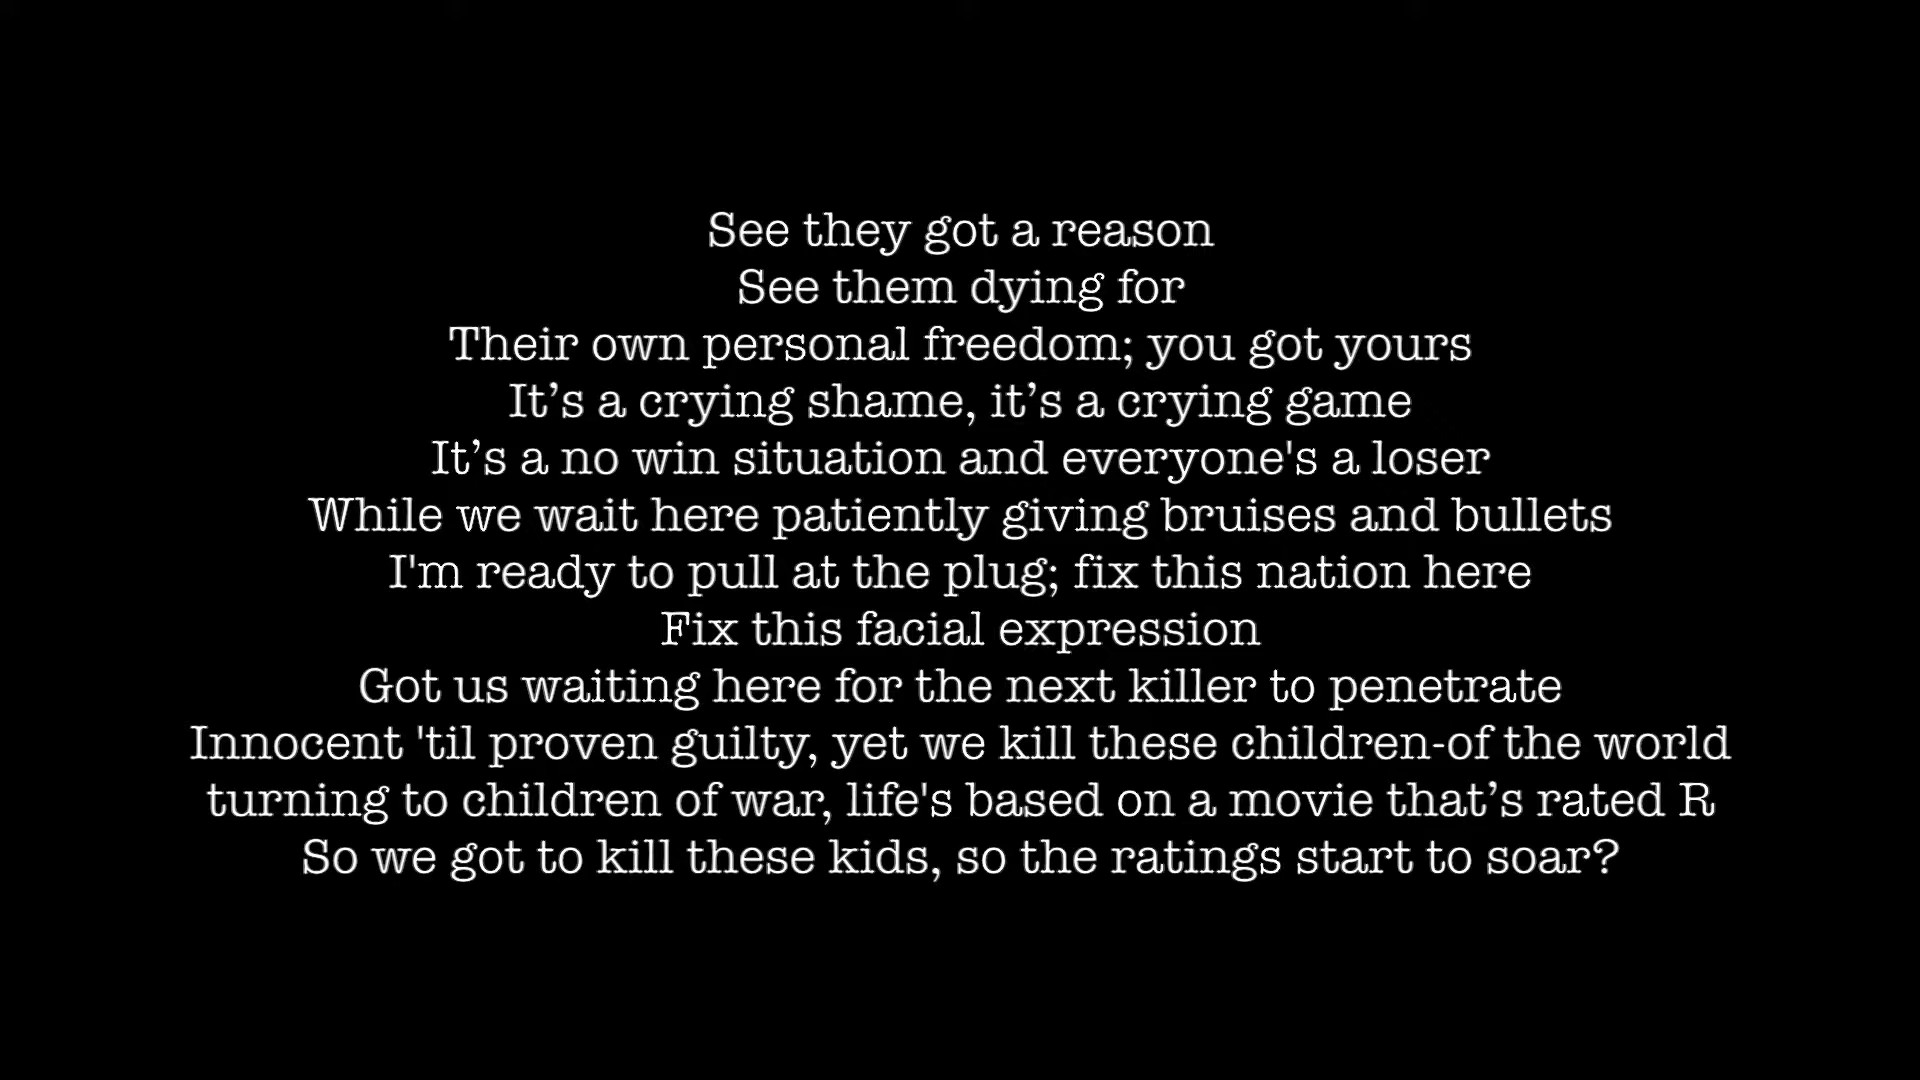 See they got a reason
See them dying for
Their own personal freedom; you got yours
It’s a crying shame, it’s a crying game
It’s a no win situation and everyone's a loser
While we wait here patiently giving bruises and bullets
I'm ready to pull at the plug; fix this nation here
Fix this facial expression
Got us waiting here for the next killer to penetrate
Innocent 'til proven guilty, yet we kill these children-of the world
turning to children of war, life's based on a movie that’s rated R
So we got to kill these kids, so the ratings start to soar?